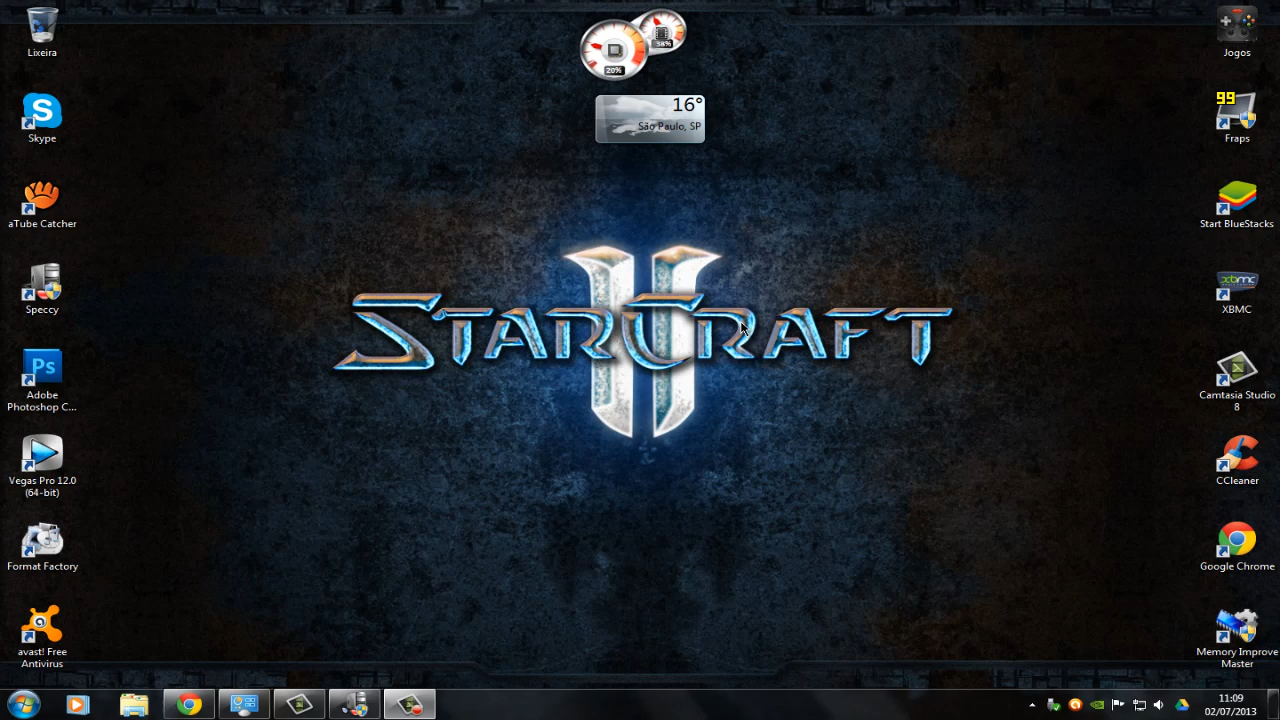 Lixeira
Skype
aTube Catcher
Speccy
Ps
Adobe
Photoshop C...
Vegas Pro 12.0
(64-bit)
Format Factory
avast! Free
Antivirus
20%
38%
16°
São Paulo, SP
STARCRAFT
II
Jogos
99
Fraps
Start BlueStacks
xbmc
XBMC
Camtasia Studio
8
CCleaner
Google Chrome
Memory Improve
Master
11:09
02/07/2013